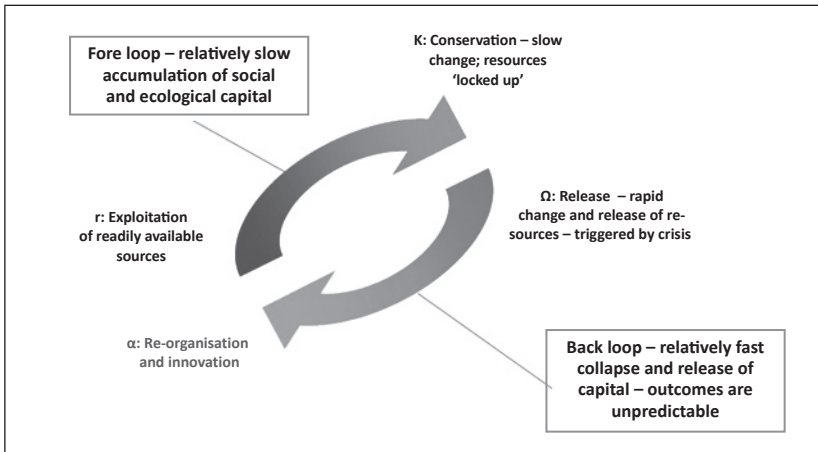 Fore loop – relatively slow
accumulation of social
and ecological capital
K: Conservation – slow
change; resources
‘locked up’
r: Exploitation
of readily available
sources
Ω: Release – rapid
change and release of re-
sources – triggered by crisis
α: Re-organisation
and innovation
Back loop – relatively fast
collapse and release of
capital – outcomes are
unpredictable